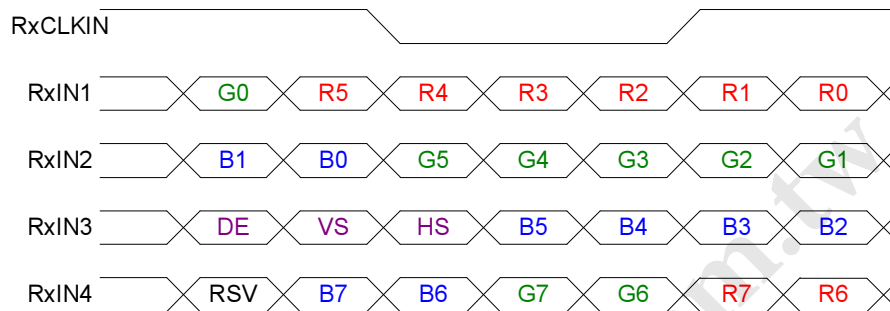 RxCLKIN
RxIN1 G0 R5 R4 R3 R2 R1 R0
RxIN2 B1 B0 G5 G4 G3 G2 G1
RxIN3 DE VS HS B5 B4 B3 B2
RxIN4 RSV B7 B6 G7 G6 R7 R6
m.tw